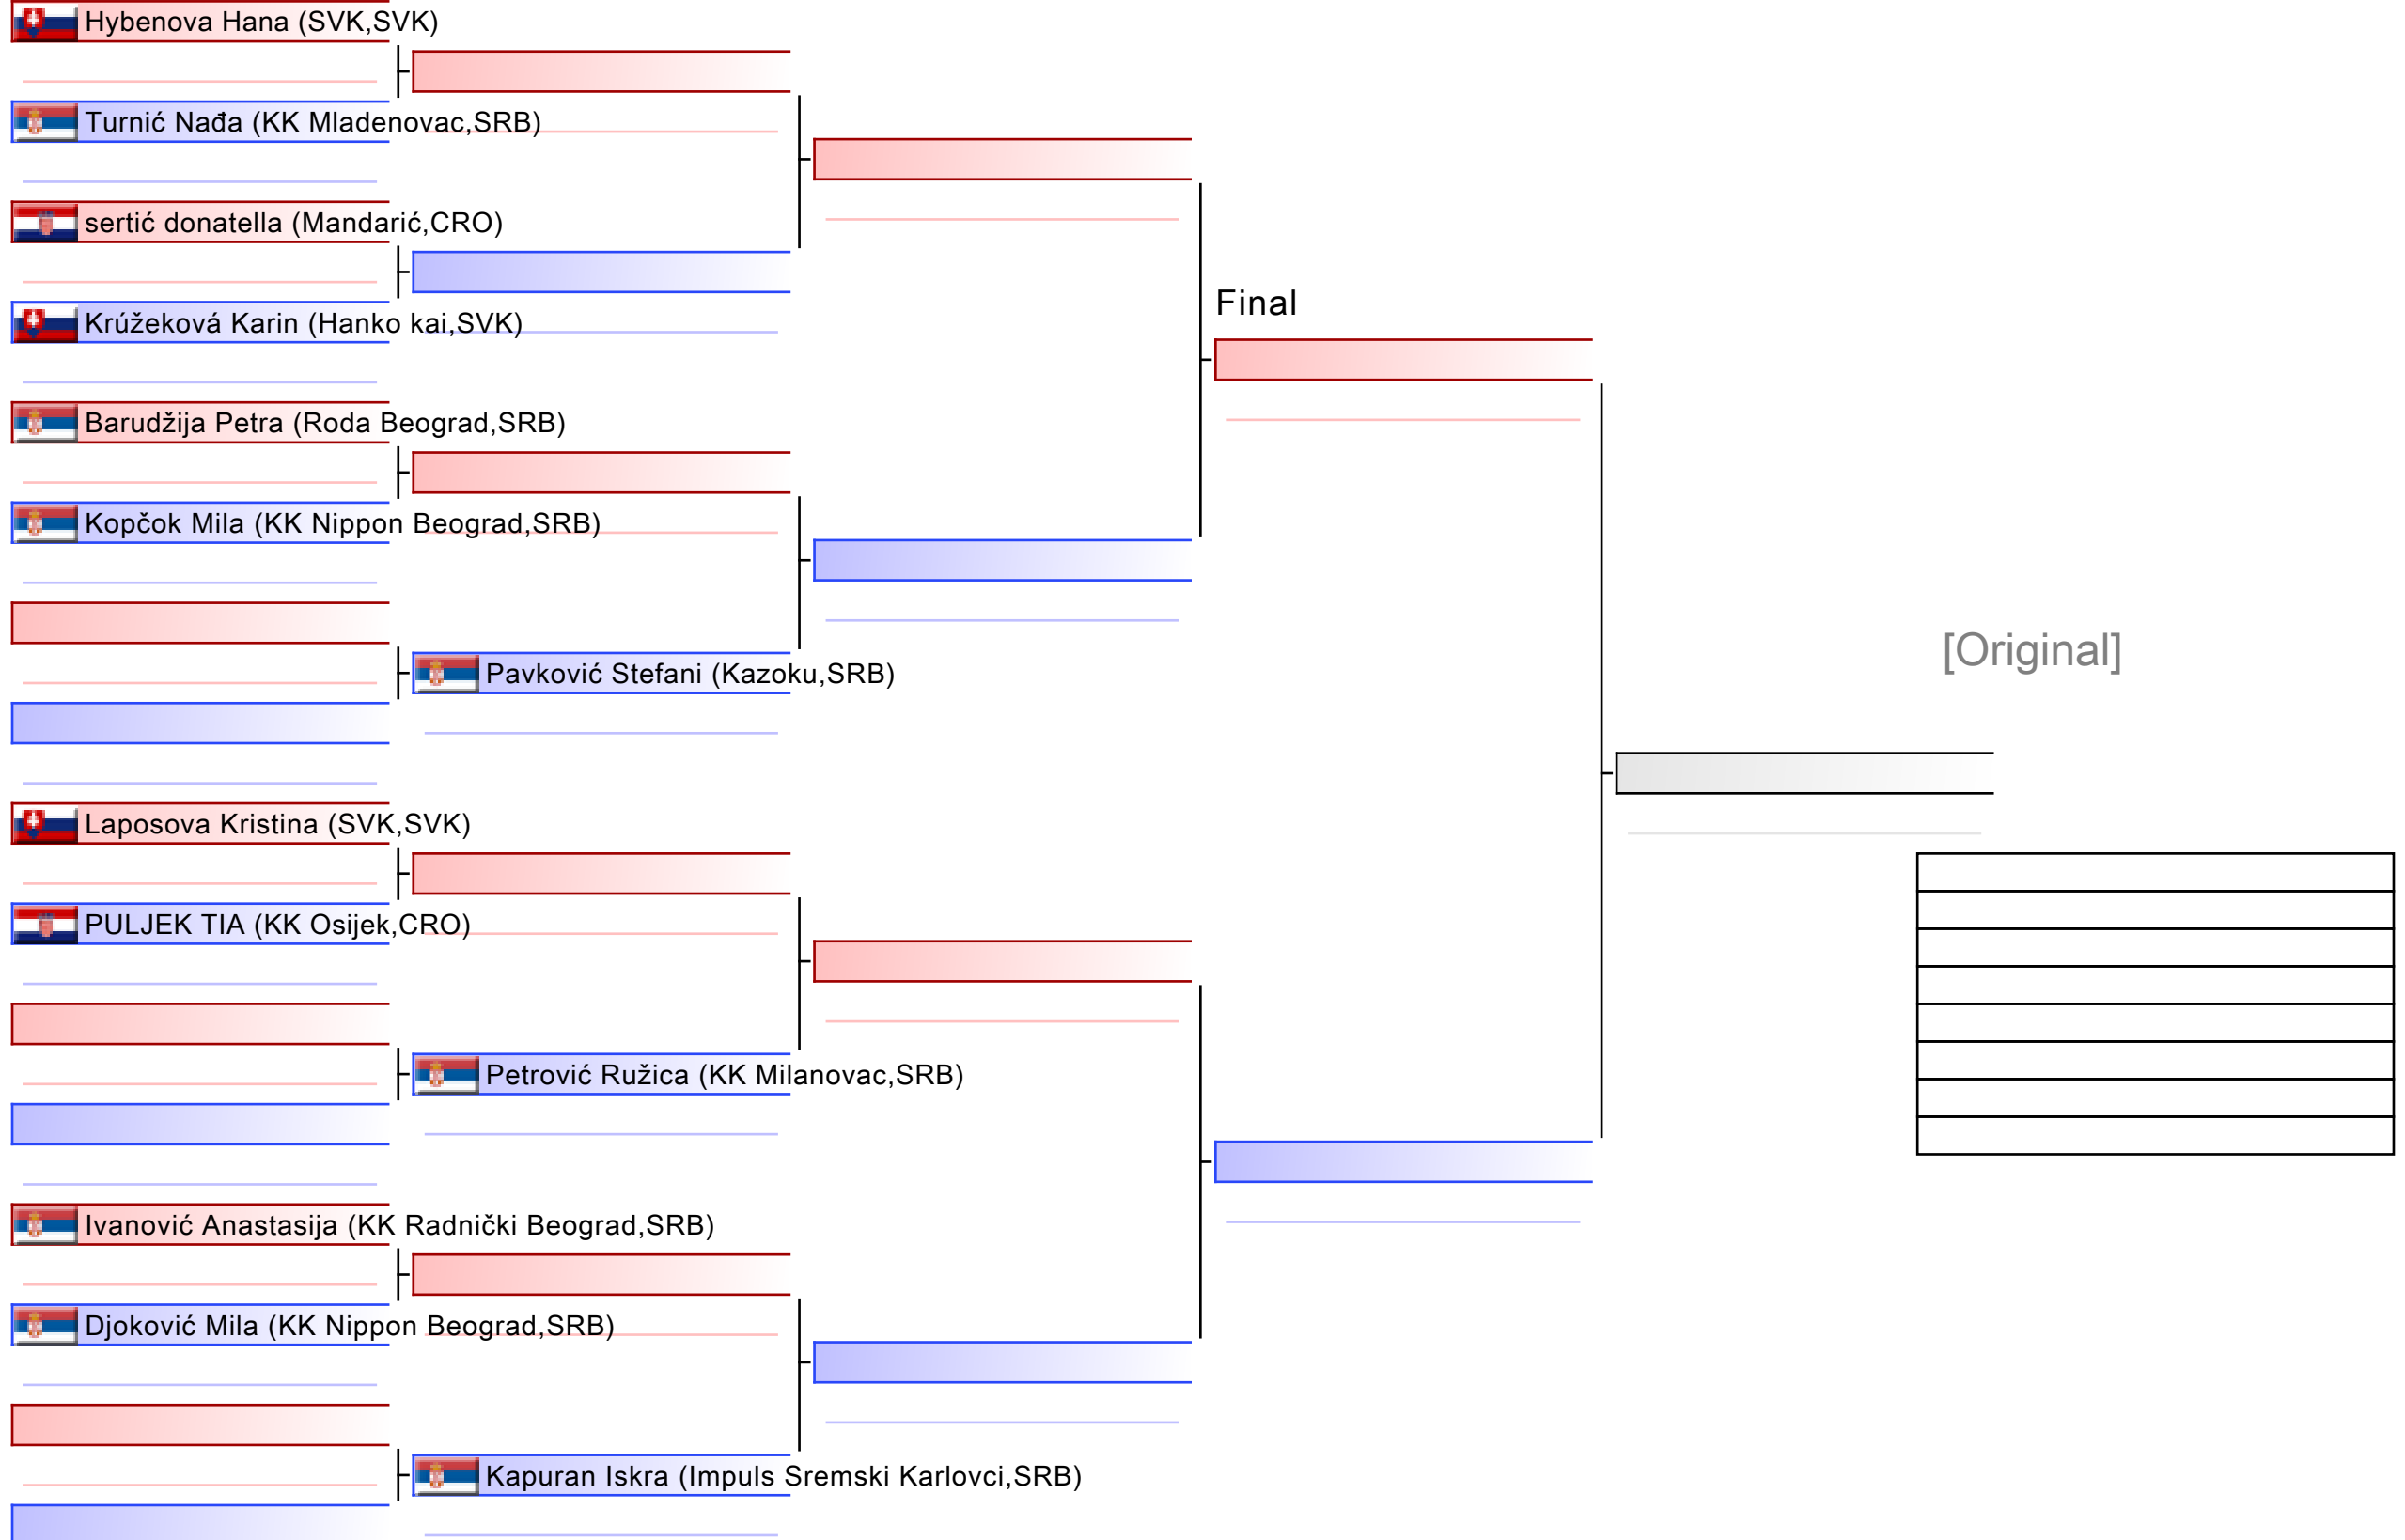 Hybenova Hana (SVK,SVK)
Turnić Nađa (KK Mladenovac,SRB)
sertić donatella (Mandarić,CRO)
Krúžeková Karin (Hanko kai,SVK)
Final
Barudžija Petra (Roda Beograd,SRB)
Kopčok Mila (KK Nippon Beograd,SRB)
[Original]
Pavković Stefani (Kazoku,SRB)
Laposova Kristina (SVK,SVK)
PULJEK TIA (KK Osijek,CRO)
Petrović Ružica (KK Milanovac,SRB)
Ivanović Anastasija (KK Radnički Beograd,SRB)
Djoković Mila (KK Nippon Beograd,SRB)
Kapuran Iskra (Impuls Sremski Karlovci,SRB)